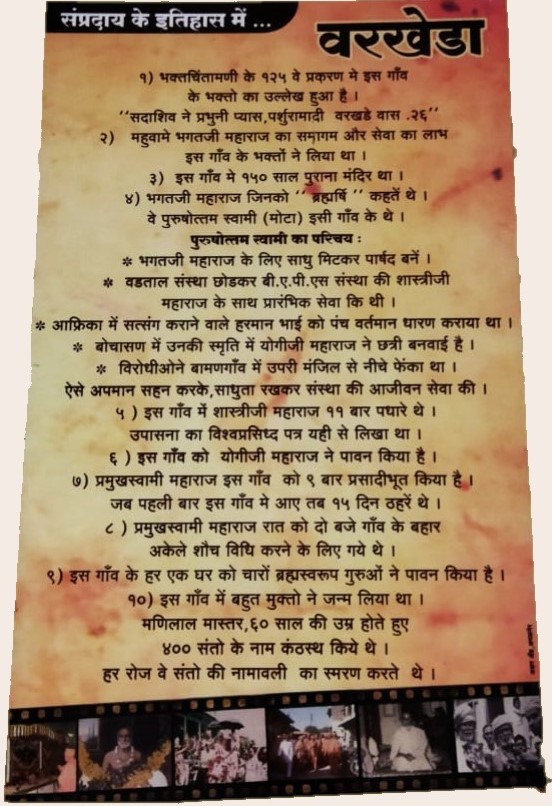 संप्रदाय के इतिहास में ...
वरखेडा
१) भक्तचिंतामणी के १२५ वे प्रकरण मे इस गाँव
के भक्तो का उल्लेख हुआ है ।
‘‘सदाशिव ने प्रभुनी प्यास,पर्शुरामादी वरखडे वास .२६’’
२) महुवामे भगतजी महाराज का समागम और सेवा का लाभ
इस गाँव के भक्तों ने लिया था ।
३) इस गाँव मे १५० साल पुराना मंदिर था ।
४) भगतजी महाराज जिनको ‘‘ ब्रह्मर्षि ’’ कहतें थे ।
वे पुरुषोत्तम स्वामी (मोटा) इसी गाँव के थे ।
पुरुषोत्तम स्वामी का परिचय :
* भगतजी महाराज के लिए साधु मिटकर पार्षद बनें ।
* वडताल संस्था छोडकर बी.ए.पी.एस संस्था की शास्त्रीजी
महाराज के साथ प्रारंभिक सेवा कि थी ।
* आफ्रिका में सत्संग कराने वाले हरमान भाई को पंच वर्तमान धारण कराया था ।
* बोचासण में उनकी स्मृति में योगीजी महाराज ने छत्री बनवाई है ।
* विरोधीओने बामणगाँव में उपरी मंजिल से नीचे फेंका था ।
ऐसे अपमान सहन करके,साधुता रखकर संस्था की आजीवन सेवा की ।
५ ) इस गाँव में शास्त्रीजी महाराज ११ बार पधारे थे ।
उपासना का विश्वप्रसिध्द पत्र यही से लिखा था ।
६ ) इस गाँव को योगीजी महाराज ने पावन किया है ।
७) प्रमुखस्वामी महाराज इस गाँव को ९ बार प्रसादीभूत किया है ।
जब पहली बार इस गाँव मे आए तब १५ दिन ठहरें थे ।
८ ) प्रमुखस्वामी महाराज रात को दो बजे गाँव के बहार
अकेले शौच विधि करने के लिए गये थे ।
९) इस गाँव के हर एक घर को चारों ब्रह्मस्वरूप गुरुओं ने पावन किया है ।
१०) इस गाँव में बहुत मुक्तो ने जन्म लिया था ।
मणिलाल मास्तर,६० साल की उम्र होते हुए
४०० संतो के नाम कंठस्थ किये थे ।
हर रोज वे संतो की नामावली का स्मरण करते थे ।